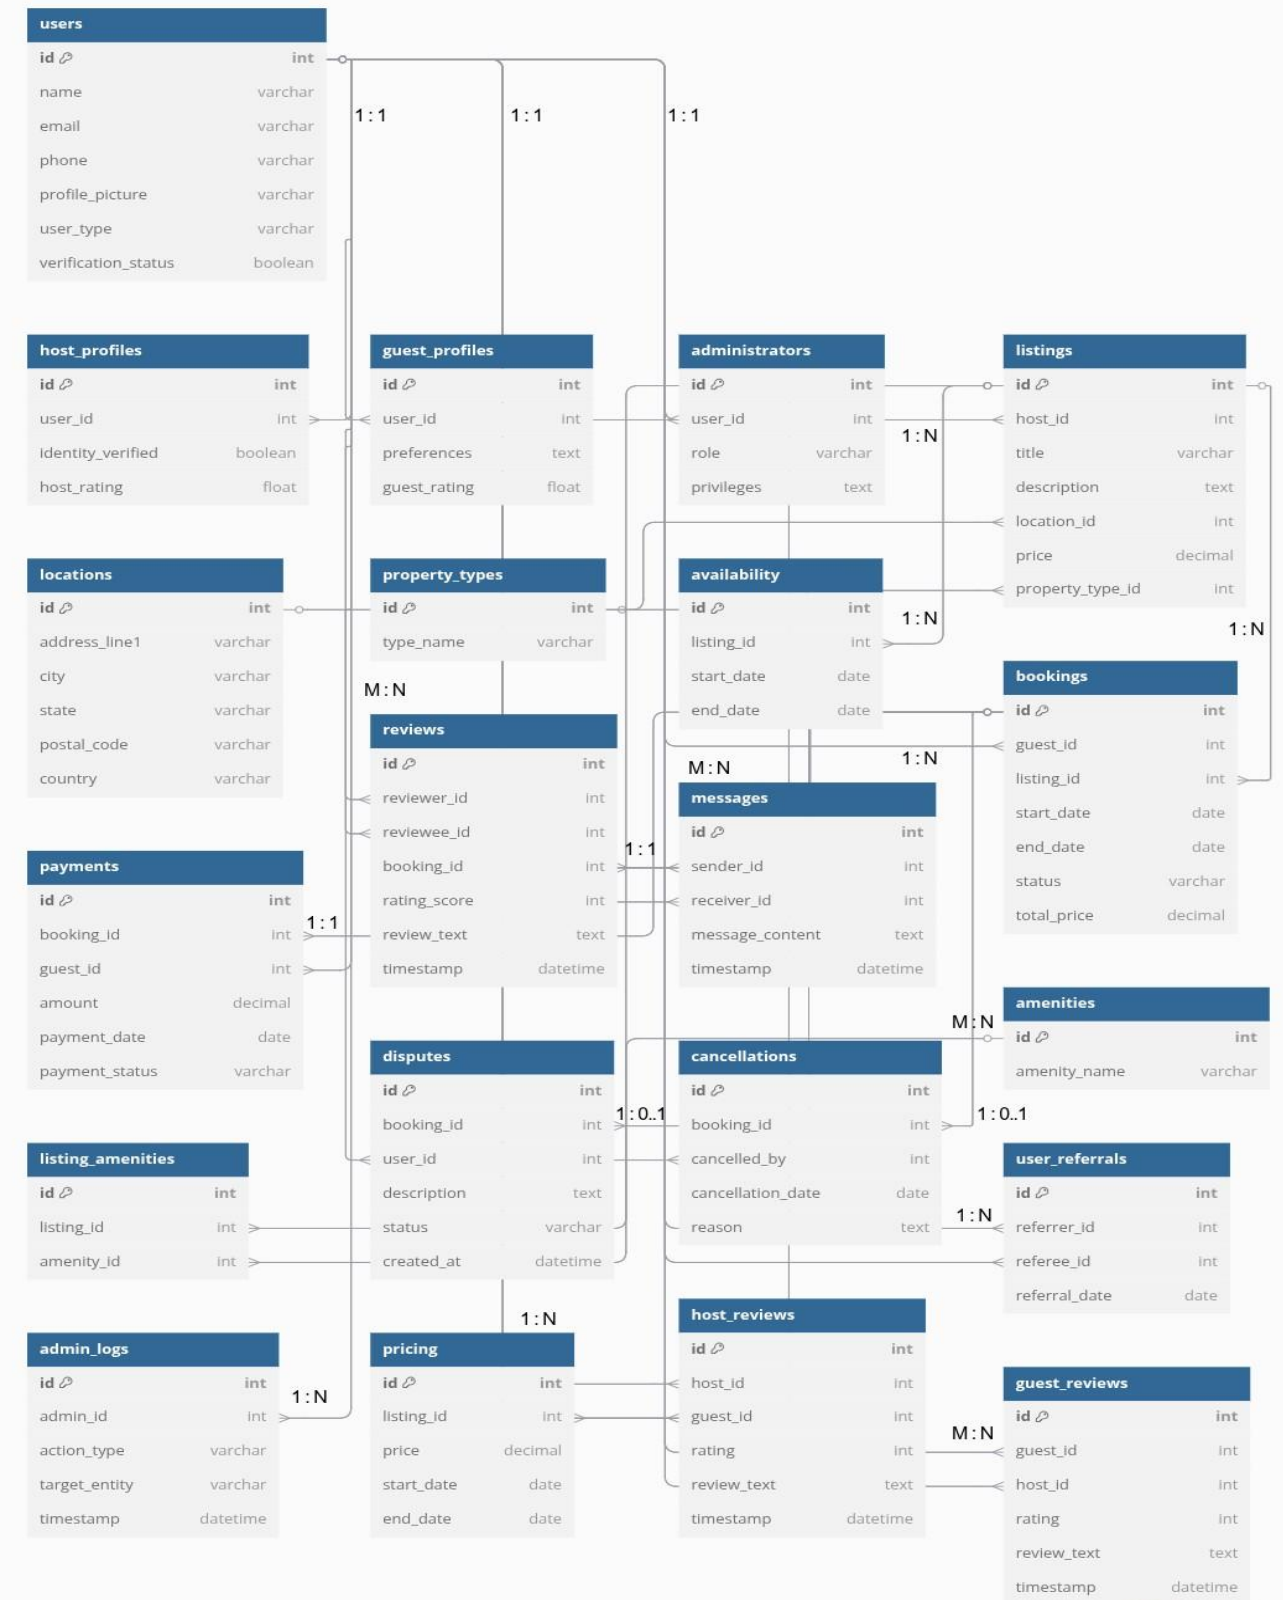 users
id int
name varchar
email varchar
phone varchar
profile_picture varchar
user_type varchar
verification_status boolean
1:1
1:1
1:1
host_profiles
id int
user_id int
identity_verified boolean
host_rating float
guest_profiles
id int
user_id int
preferences text
guest_rating float
administrators
id int
user_id int
role varchar
privileges text
1:N
listings
id int
host_id int
title varchar
description text
location_id int
price decimal
property_type_id int
locations
id int
address_line1 varchar
city varchar
state varchar
postal_code varchar
country varchar
property_types
id int
type_name varchar
availability
id int
listing_id int
start_date date
end_date date
1:N
1:N
bookings
id int
guest_id int
listing_id int
start_date date
end_date date
status varchar
total_price decimal
1:N
M:N
reviews
id int
reviewer_id int
reviewee_id int
booking_id int
rating_score int
review_text text
timestamp datetime
1:1
M:N
messages
id int
sender_id int
receiver_id int
message_content text
timestamp datetime
payments
id int
booking_id int
guest_id int
amount decimal
payment_date date
payment_status varchar
1:1
M:N
amenities
id int
amenity_name varchar
disputes
id int
booking_id int
user_id int
description text
status varchar
created_at datetime
1:0..1
cancellations
id int
booking_id int
cancelled_by int
cancellation_date date
reason text
1:0..1
listing_amenities
id int
listing_id int
amenity_id int
user_referrals
id int
referrer_id int
referee_id int
referral_date date
1:N
admin_logs
id int
admin_id int
action_type varchar
target_entity varchar
timestamp datetime
1:N
1:N
pricing
id int
listing_id int
price decimal
start_date date
end_date date
host_reviews
id int
host_id int
guest_id int
rating int
review_text text
timestamp datetime
M:N
guest_reviews
id int
guest_id int
host_id int
rating int
review_text text
timestamp datetime